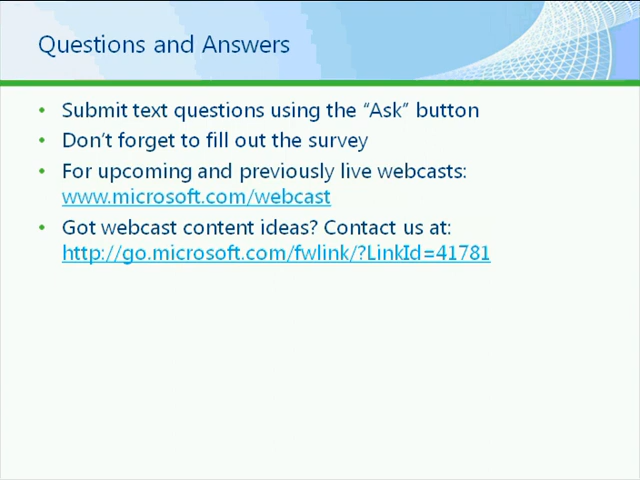 Questions and Answers
• Submit text questions using the “Ask” button
• Don’t forget to fill out the survey
• For upcoming and previously live webcasts:
www.microsoft.com/webcast
• Got webcast content ideas? Contact us at:
http://go.microsoft.com/fwlink/?LinkId=41781